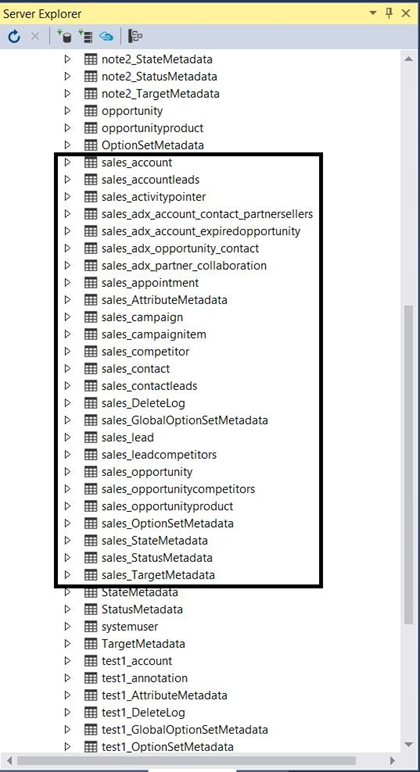 Server Explorer
note2_StateMetadata
note2_StatusMetadata
note2_TargetMetadata
opportunity
opportunityproduct
OptionSetMetadata
sales_account
sales_accountleads
sales_activitypointer
sales_adx_account_contact_partnersellers
sales_adx_account_expiredopportunity
sales_adx_opportunity_contact
sales_adx_partner_collaboration
sales_appointment
sales_AttributeMetadata
sales_campaign
sales_campaignitem
sales_competitor
sales_contact
sales_contactleads
sales_DeleteLog
sales_GlobalOptionSetMetadata
sales_lead
sales_leadcompetitors
sales_opportunity
sales_opportunitycompetitors
sales_opportunityproduct
sales_OptionSetMetadata
sales_StateMetadata
sales_StatusMetadata
sales_TargetMetadata
StateMetadata
StatusMetadata
systemuser
TargetMetadata
test1_account
test1_annotation
test1_AttributeMetadata
test1_DeleteLog
test1_GlobalOptionSetMetadata
test1_OptionSetMetadata